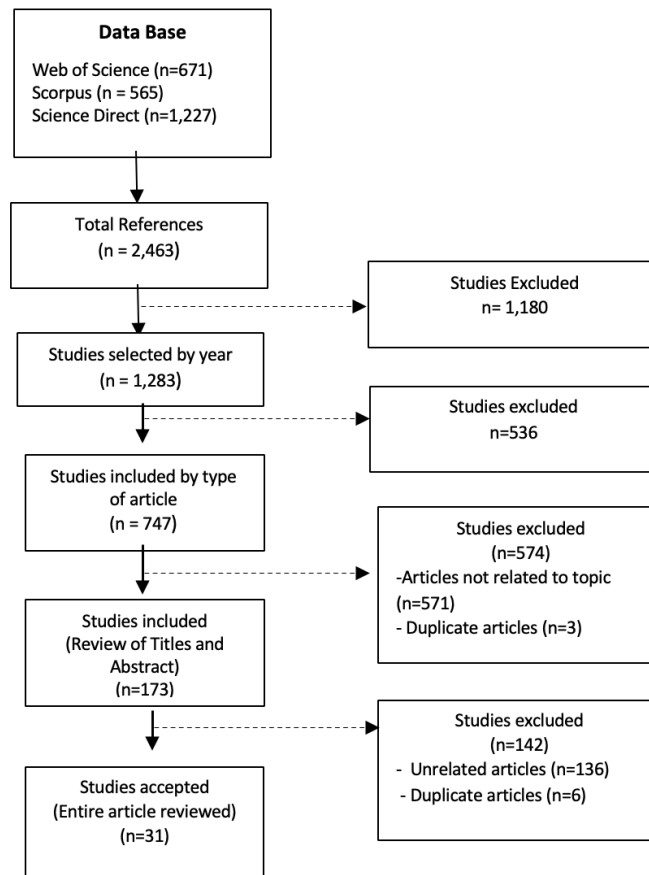 Data Base
Web of Science (n=671)
Scorpus (n = 565)
Science Direct (n=1,227)
Total References
(n = 2,463)
Studies Excluded
n= 1,180
Studies selected by year
(n = 1,283)
Studies excluded
n=536
Studies included by type
of article
(n = 747)
Studies excluded
(n=574)
-Articles not related to topic
(n=571)
- Duplicate articles (n=3)
Studies included
(Review of Titles and
Abstract)
(n=173)
Studies excluded
(n=142)
- Unrelated articles (n=136)
- Duplicate articles (n=6)
Studies accepted
(Entire article reviewed)
(n=31)